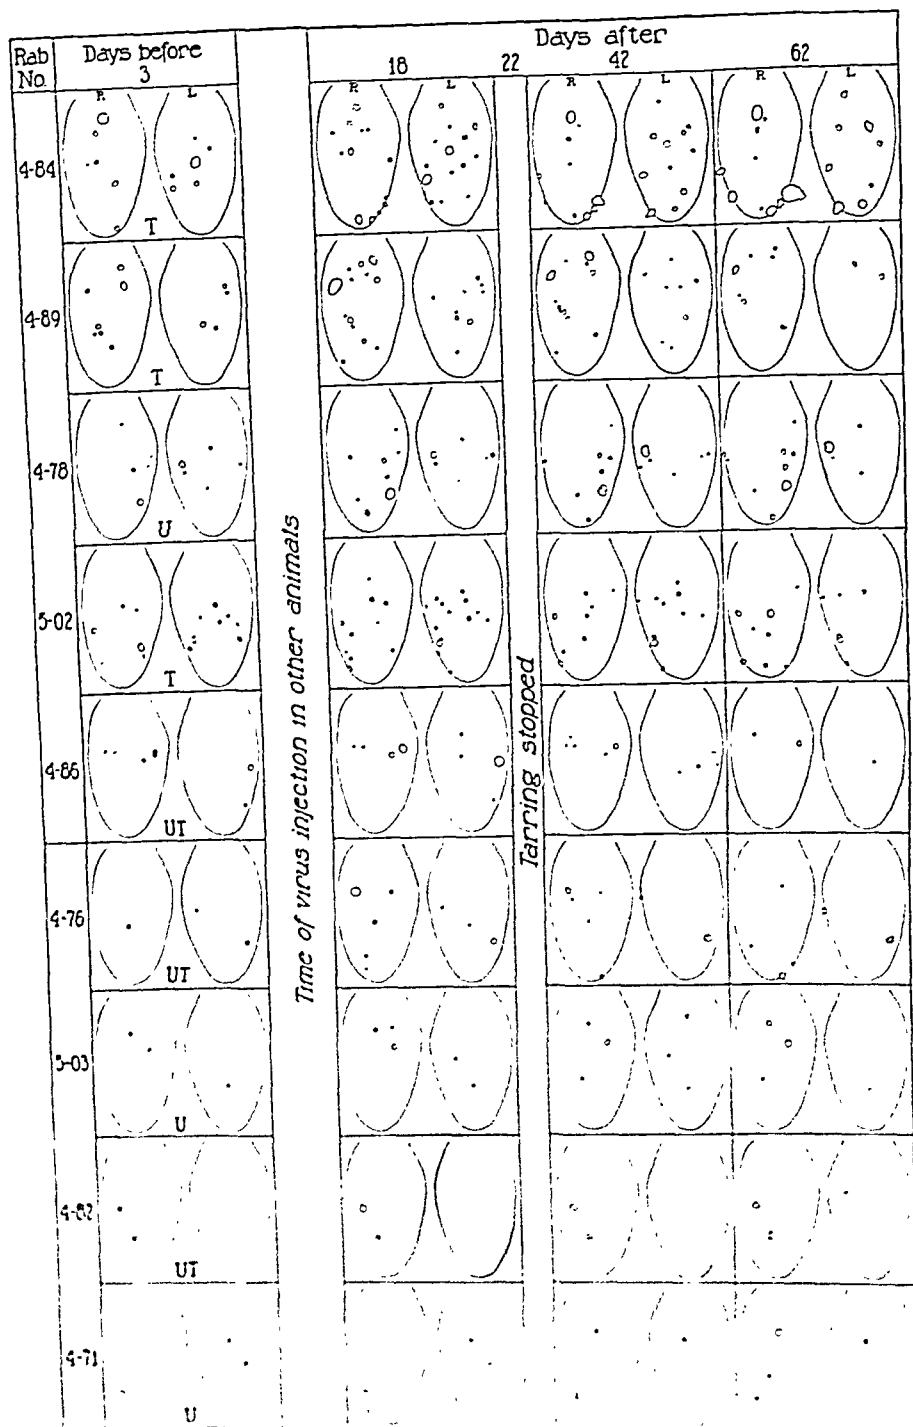 Rab No.
Days before
3
Days after
18
22
42
62
R L
R L
R L
R L
4-84
T
4-89
T
4-78
U
5-02
T
4-86
UT
4-76
UT
5-03
U
4-82
UT
4-71
U
Time of virus injection in other animals
Tarring stopped